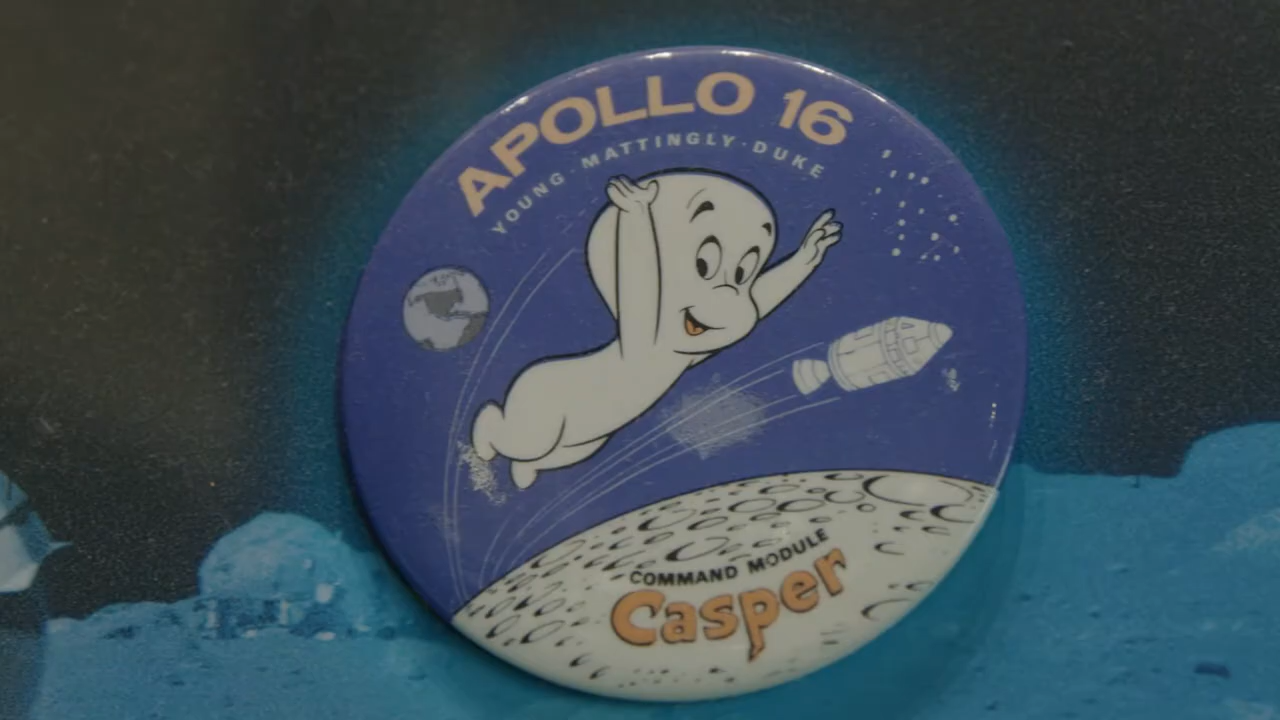 APOLLO 16
YOUNG · MATTINGLY · DUKE
COMMAND MODULE
Casper